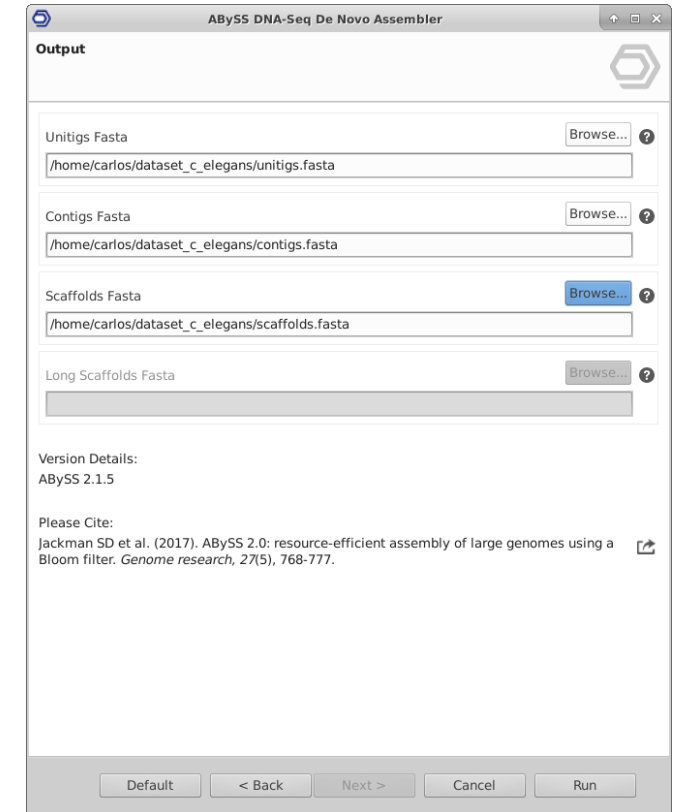 ABySS DNA-Seq De Novo Assembler
Output
Unitigs Fasta
Browse...
/home/carlos/dataset_c_elegans/unitigs.fasta
Contigs Fasta
Browse...
/home/carlos/dataset_c_elegans/contigs.fasta
Scaffolds Fasta
Browse...
/home/carlos/dataset_c_elegans/scaffolds.fasta
Long Scaffolds Fasta
Browse...
Version Details:
ABySS 2.1.5
Please Cite:
Jackman SD et al. (2017). ABySS 2.0: resource-efficient assembly of large genomes using a
Bloom filter. Genome research, 27(5), 768-777.
Default < Back Next > Cancel Run